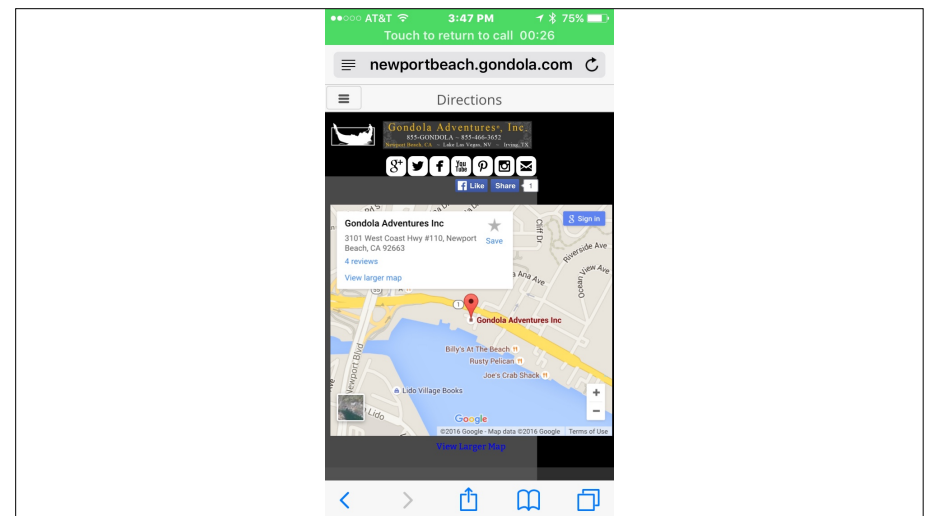 AT&T 3:47 PM 75%
Touch to return to call 00:26
newportbeach.gondola.com
Directions
Gondola Adventures®, Inc.
855-GONDOLA ~ 855-466-3652
Newport Beach, CA ~ Lake Las Vegas, NV ~ Irving, TX
g+ You Tube
Like Share 1
Gondola Adventures Inc
3101 West Coast Hwy #110, Newport
Beach, CA 92663
Save
4 reviews
View larger map
Sign in
Cliff Dr
Riverside Ave
Ocean View Ave
Ana Ave
55
1
Gondola Adventures Inc
Newport Blvd
Billy's At The Beach
Rusty Pelican
Joe's Crab Shack
Lido Village Books
Lido
+
−
Google
©2016 Google - Map data ©2016 Google Terms of Use
View Larger Map